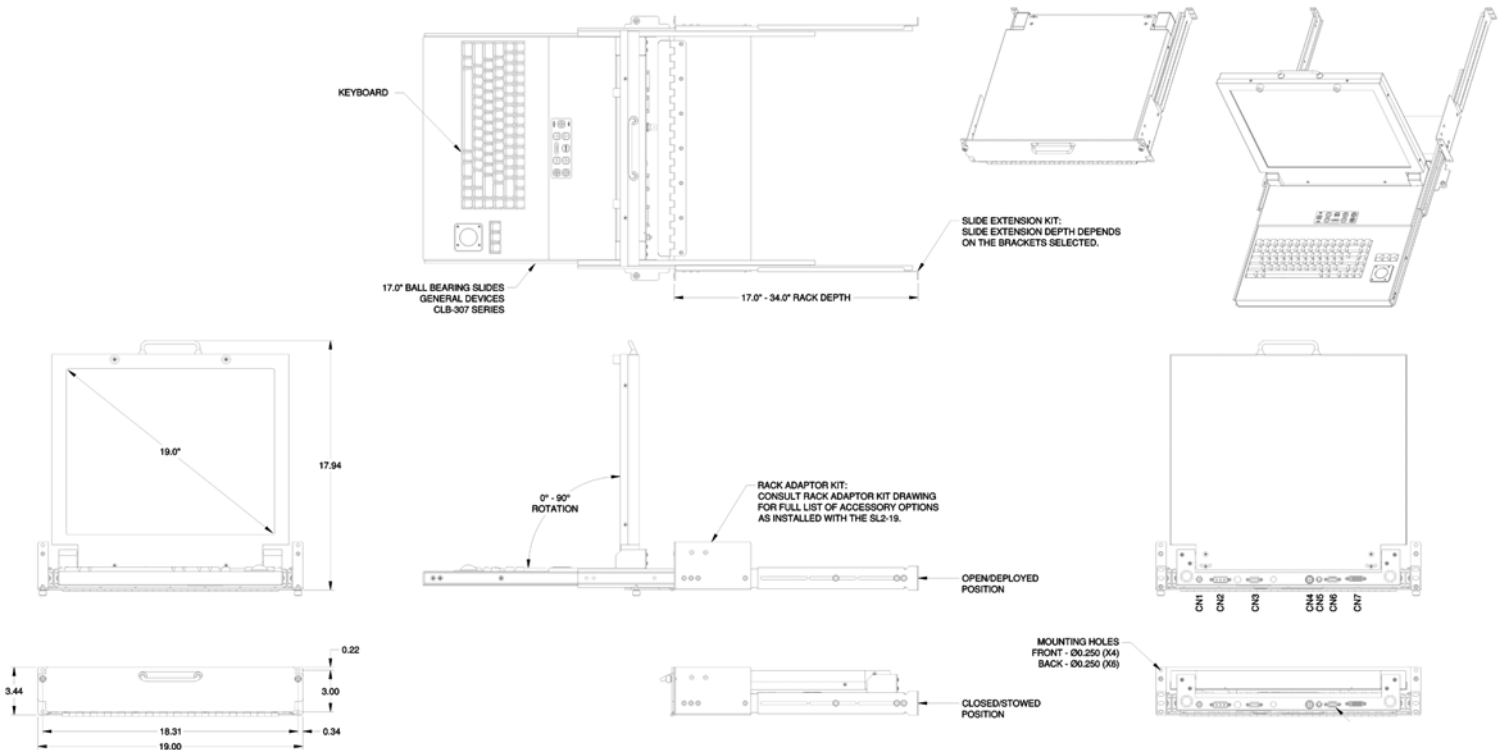 KEYBOARD
SLIDE EXTENSION KIT:
SLIDE EXTENSION DEPTH DEPENDS
ON THE BRACKETS SELECTED.
17.0" BALL BEARING SLIDES
GENERAL DEVICES
CLB-307 SERIES
17.0" - 34.0" RACK DEPTH
19.0"
17.94
0° - 90°
ROTATION
RACK ADAPTOR KIT:
CONSULT RACK ADAPTOR KIT DRAWING
FOR FULL LIST OF ACCESSORY OPTIONS
AS INSTALLED WITH THE SL2-19.
OPEN/DEPLOYED
POSITION
CN1
CN2
CN3
CN4
CN5
CN6
CN7
0.22
3.44
3.00
18.31
0.34
19.00
CLOSED/STOWED
POSITION
MOUNTING HOLES
FRONT - Ø0.250 (X4)
BACK - Ø0.250 (X6)